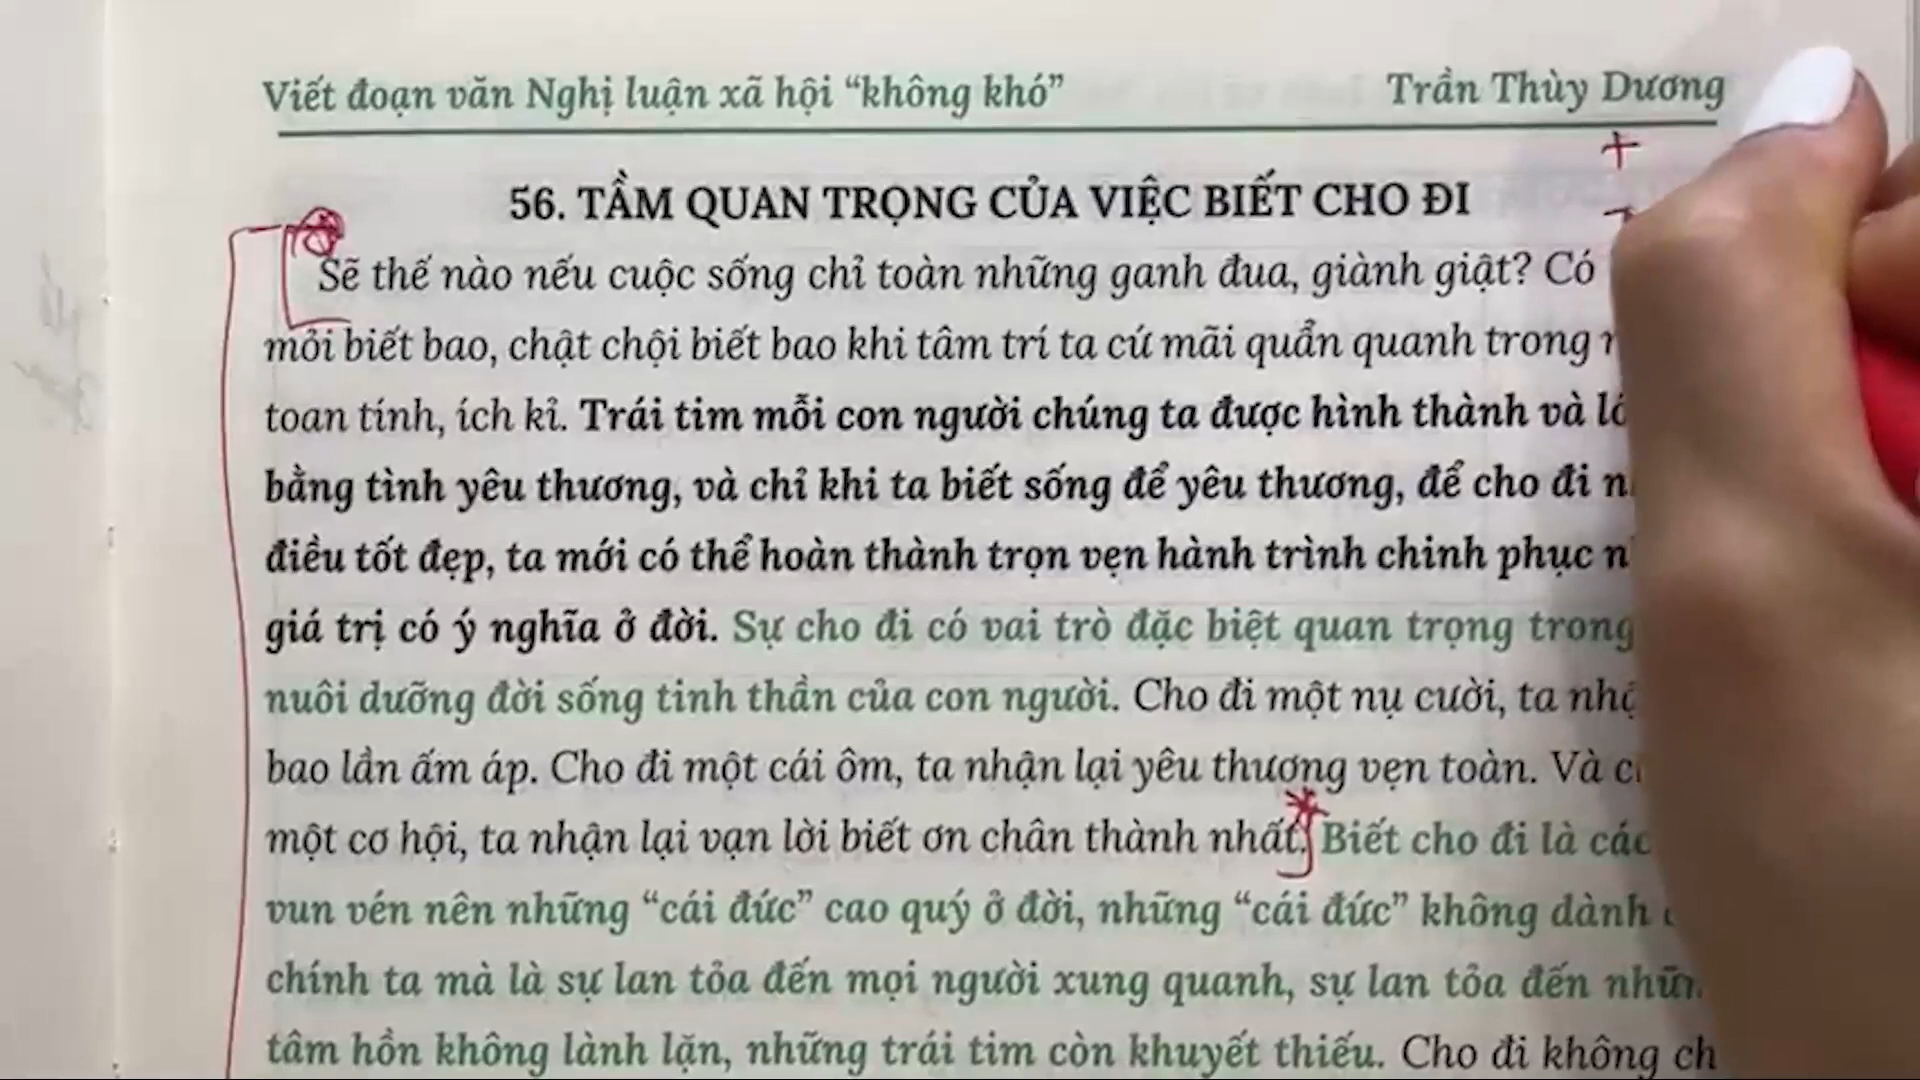 Viết đoạn văn Nghị luận xã hội “không khó” Trần Thùy Dương
56. TẦM QUAN TRỌNG CỦA VIỆC BIẾT CHO ĐI
Sẽ thế nào nếu cuộc sống chỉ toàn những ganh đua, giành giật? Có
mỏi biết bao, chật chội biết bao khi tâm trí ta cứ mãi quẩn quanh trong
toan tính, ích kỉ. Trái tim mỗi con người chúng ta được hình thành và
bằng tình yêu thương, và chỉ khi ta biết sống để yêu thương, để cho đi
điều tốt đẹp, ta mới có thể hoàn thành trọn vẹn hành trình chinh phục
giá trị có ý nghĩa ở đời. Sự cho đi có vai trò đặc biệt quan trọng trong
nuôi dưỡng đời sống tinh thần của con người. Cho đi một nụ cười, ta
bao lần ấm áp. Cho đi một cái ôm, ta nhận lại yêu thương vẹn toàn. Và
một cơ hội, ta nhận lại vạn lời biết ơn chân thành nhất. Biết cho đi là
vun vén nên những “cái đức” cao quý ở đời, những “cái đức” không dành
chính ta mà là sự lan tỏa đến mọi người xung quanh, sự lan tỏa đến
tâm hồn không lành lặn, những trái tim còn khuyết thiếu. Cho đi không